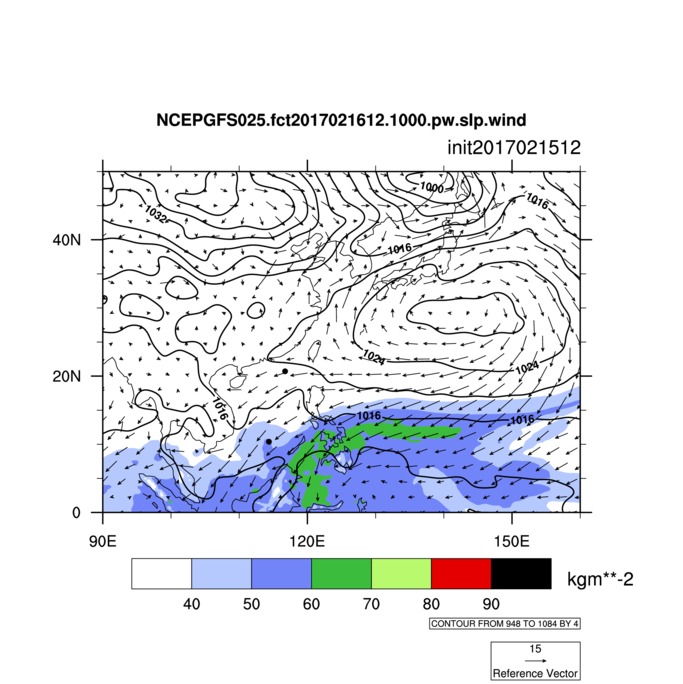 NCEPGFS025.fct2017021612.1000.pw.slp.wind
init2017021512
1000
1016
1032
1016
40N
1024
1024
20N
1016
1016
1016
0
90E 120E 150E
kgm**-2
40 50 60 70 80 90
CONTOUR FROM 948 TO 1084 BY 4
15
Reference Vector